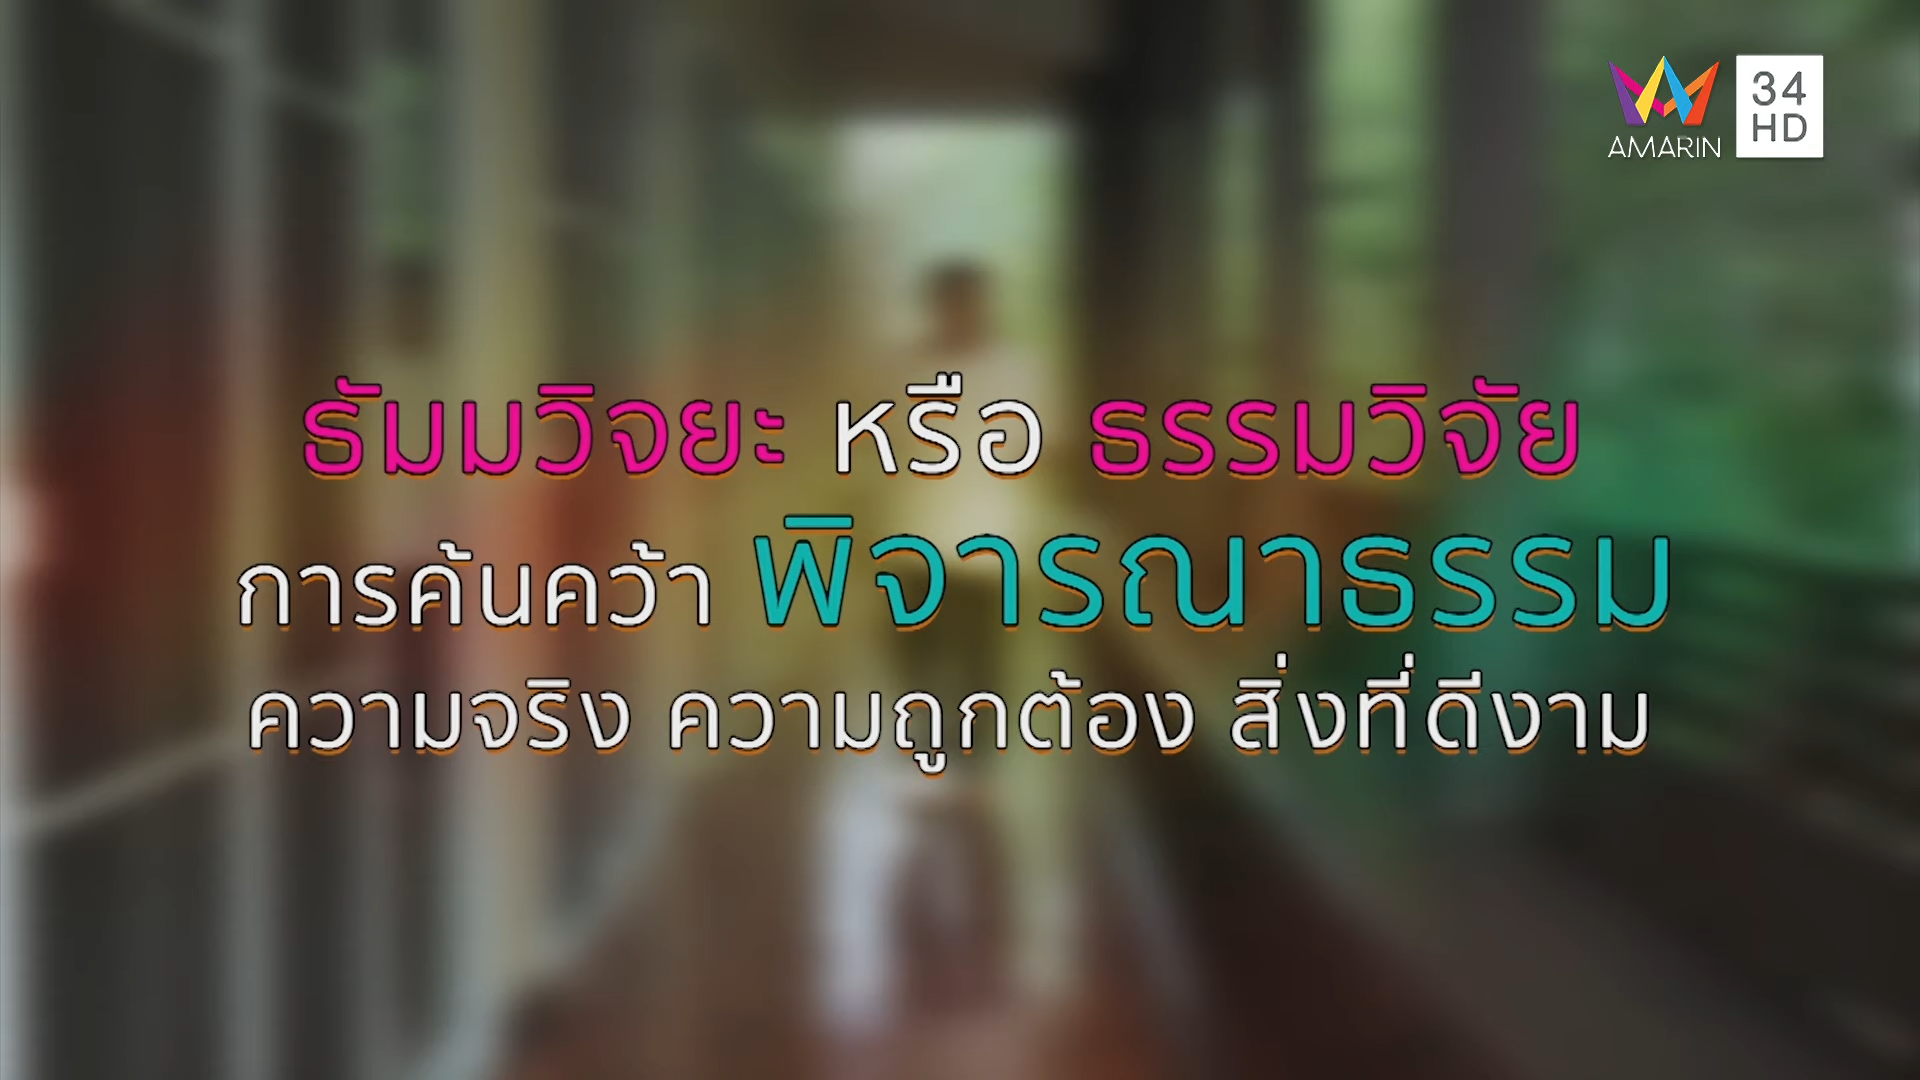 AMARIN
34
HD
ธัมมวิจยะ หรือ ธรรมวิจัย
การค้นคว้า พิจารณาธรรม
ความจริง ความถูกต้อง สิ่งที่ดีงาม